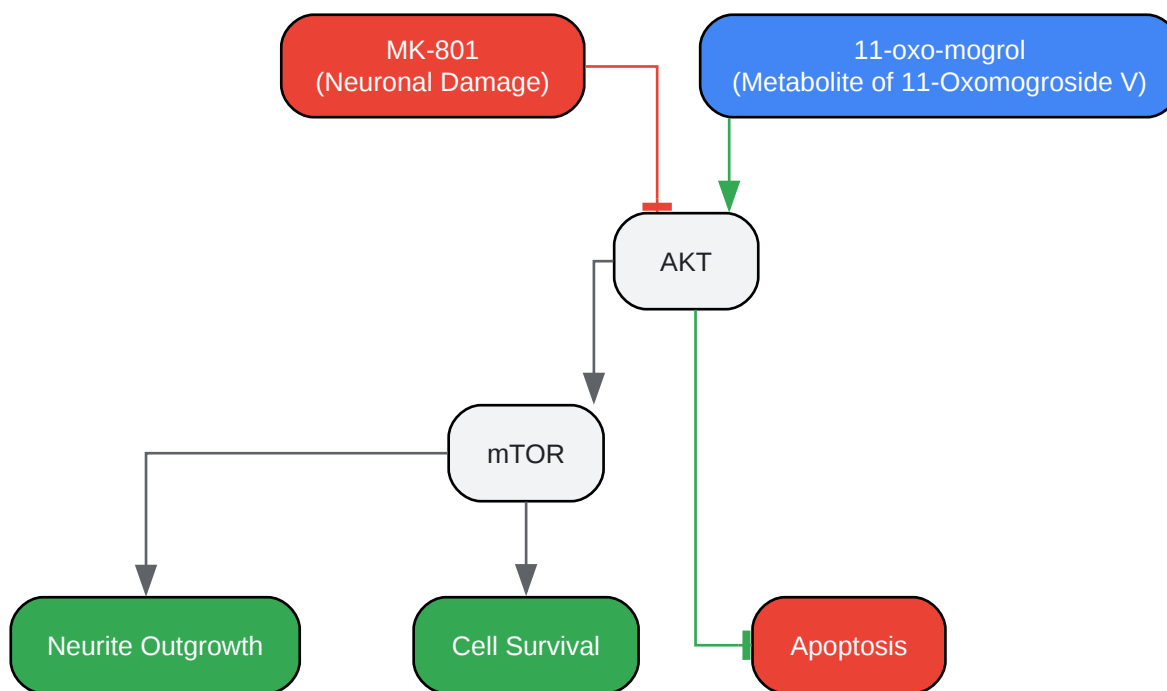 MK-801
(Neuronal Damage)
11-oxo-mogrol
(Metabolite of 11-Oxomogroside V)
AKT
mTOR
Neurite Outgrowth
Cell Survival
Apoptosis